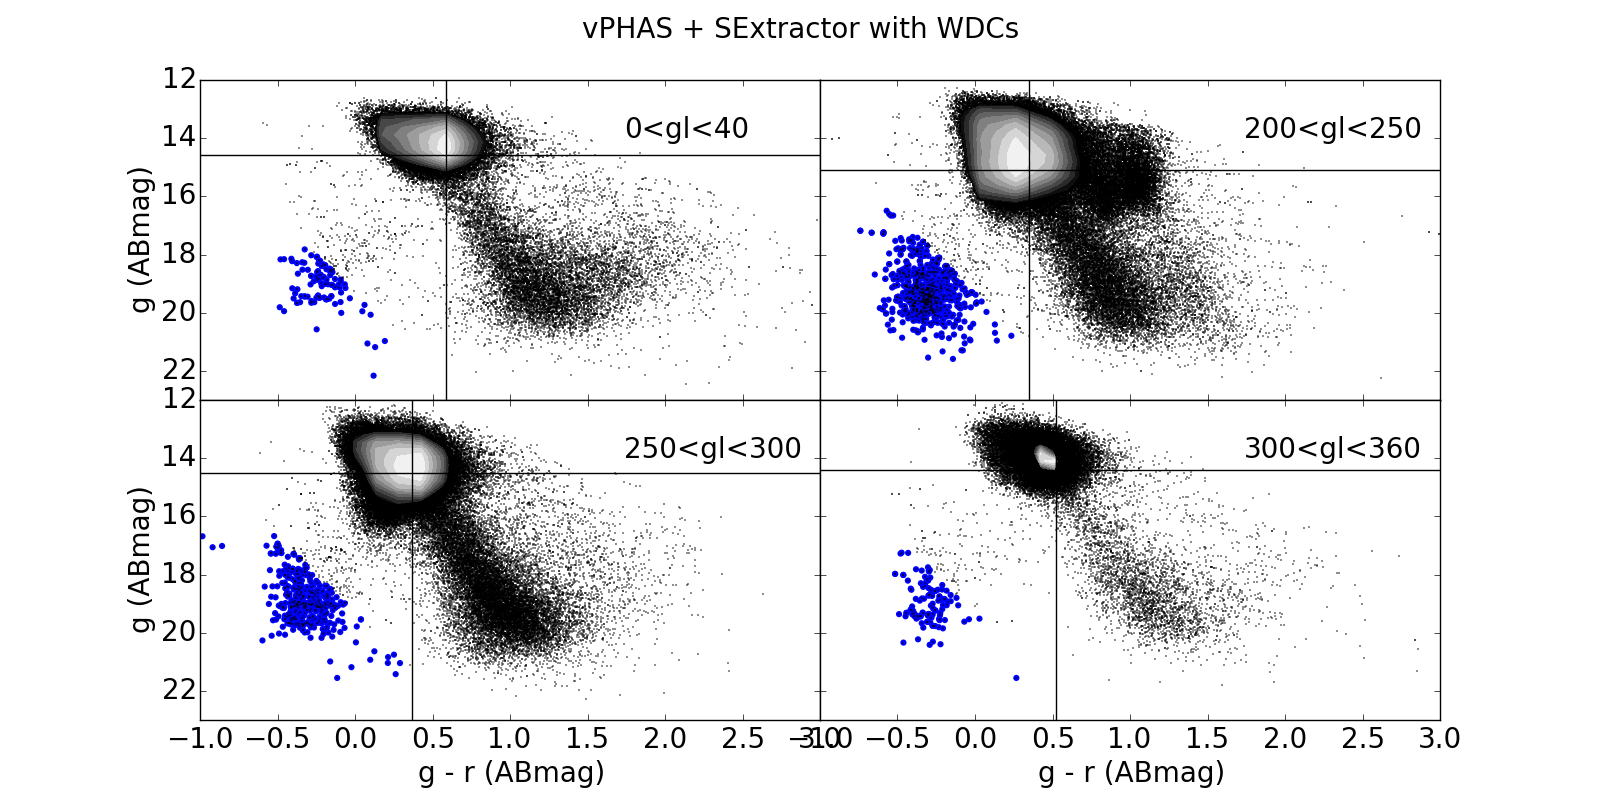 vPHAS + SExtractor with WDCs
12
14
16
18
20
22
g (ABmag)
0<gl<40
200<gl<250
12
14
16
18
20
22
g (ABmag)
250<gl<300
300<gl<360
−1.0 −0.5 0.0 0.5 1.0 1.5 2.0 2.5 3.0
−1.0 −0.5 0.0 0.5 1.0 1.5 2.0 2.5 3.0
g - r (ABmag)
g - r (ABmag)